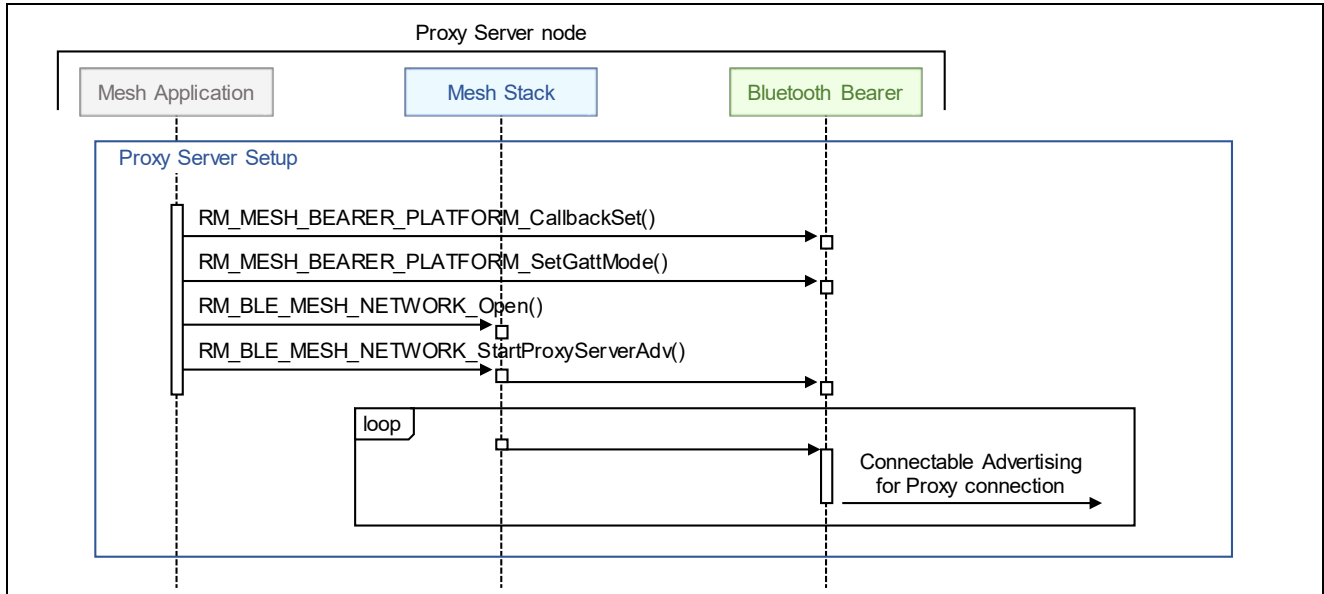 Proxy Server node
Mesh Application
Mesh Stack
Bluetooth Bearer
Proxy Server Setup
RM_MESH_BEARER_PLATFORM_CallbackSet()
RM_MESH_BEARER_PLATFORM_SetGattMode()
RM_BLE_MESH_NETWORK_Open()
RM_BLE_MESH_NETWORK_StartProxyServerAdv()
loop
Connectable Advertising
for Proxy connection